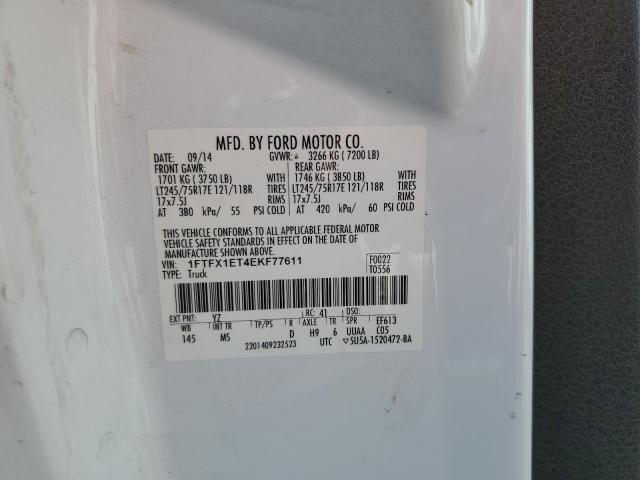 MFD. BY FORD MOTOR CO.
DATE: 09/14 GVWR: 3266 KG ( 7200 LB)
FRONT GAWR: REAR GAWR:
1701 KG ( 3750 LB) WITH 1746 KG ( 3850 LB) WITH
LT245/75R17E 121/118R TIRES LT245/75R17E 121/118R TIRES
17x7.5J RIMS 17x7.5J RIMS
AT 380 kPa/ 55 PSI COLD AT 420 kPa/ 60 PSI COLD
THIS VEHICLE CONFORMS TO ALL APPLICABLE FEDERAL MOTOR
VEHICLE SAFETY STANDARDS IN EFFECT ON THE DATE OF
MANUFACTURE SHOWN ABOVE.
VIN: 1FTFX1ET4EKF77611 F0022
TYPE: Truck T0556
EXT PNT: YZ RC: 41 DSO:
WB INT TR TP/PS R AXLE TR SPR EF613
145 MS D H9 6 UUAA C05
2201409232523 UTC ▽5U5A-1520472-BA